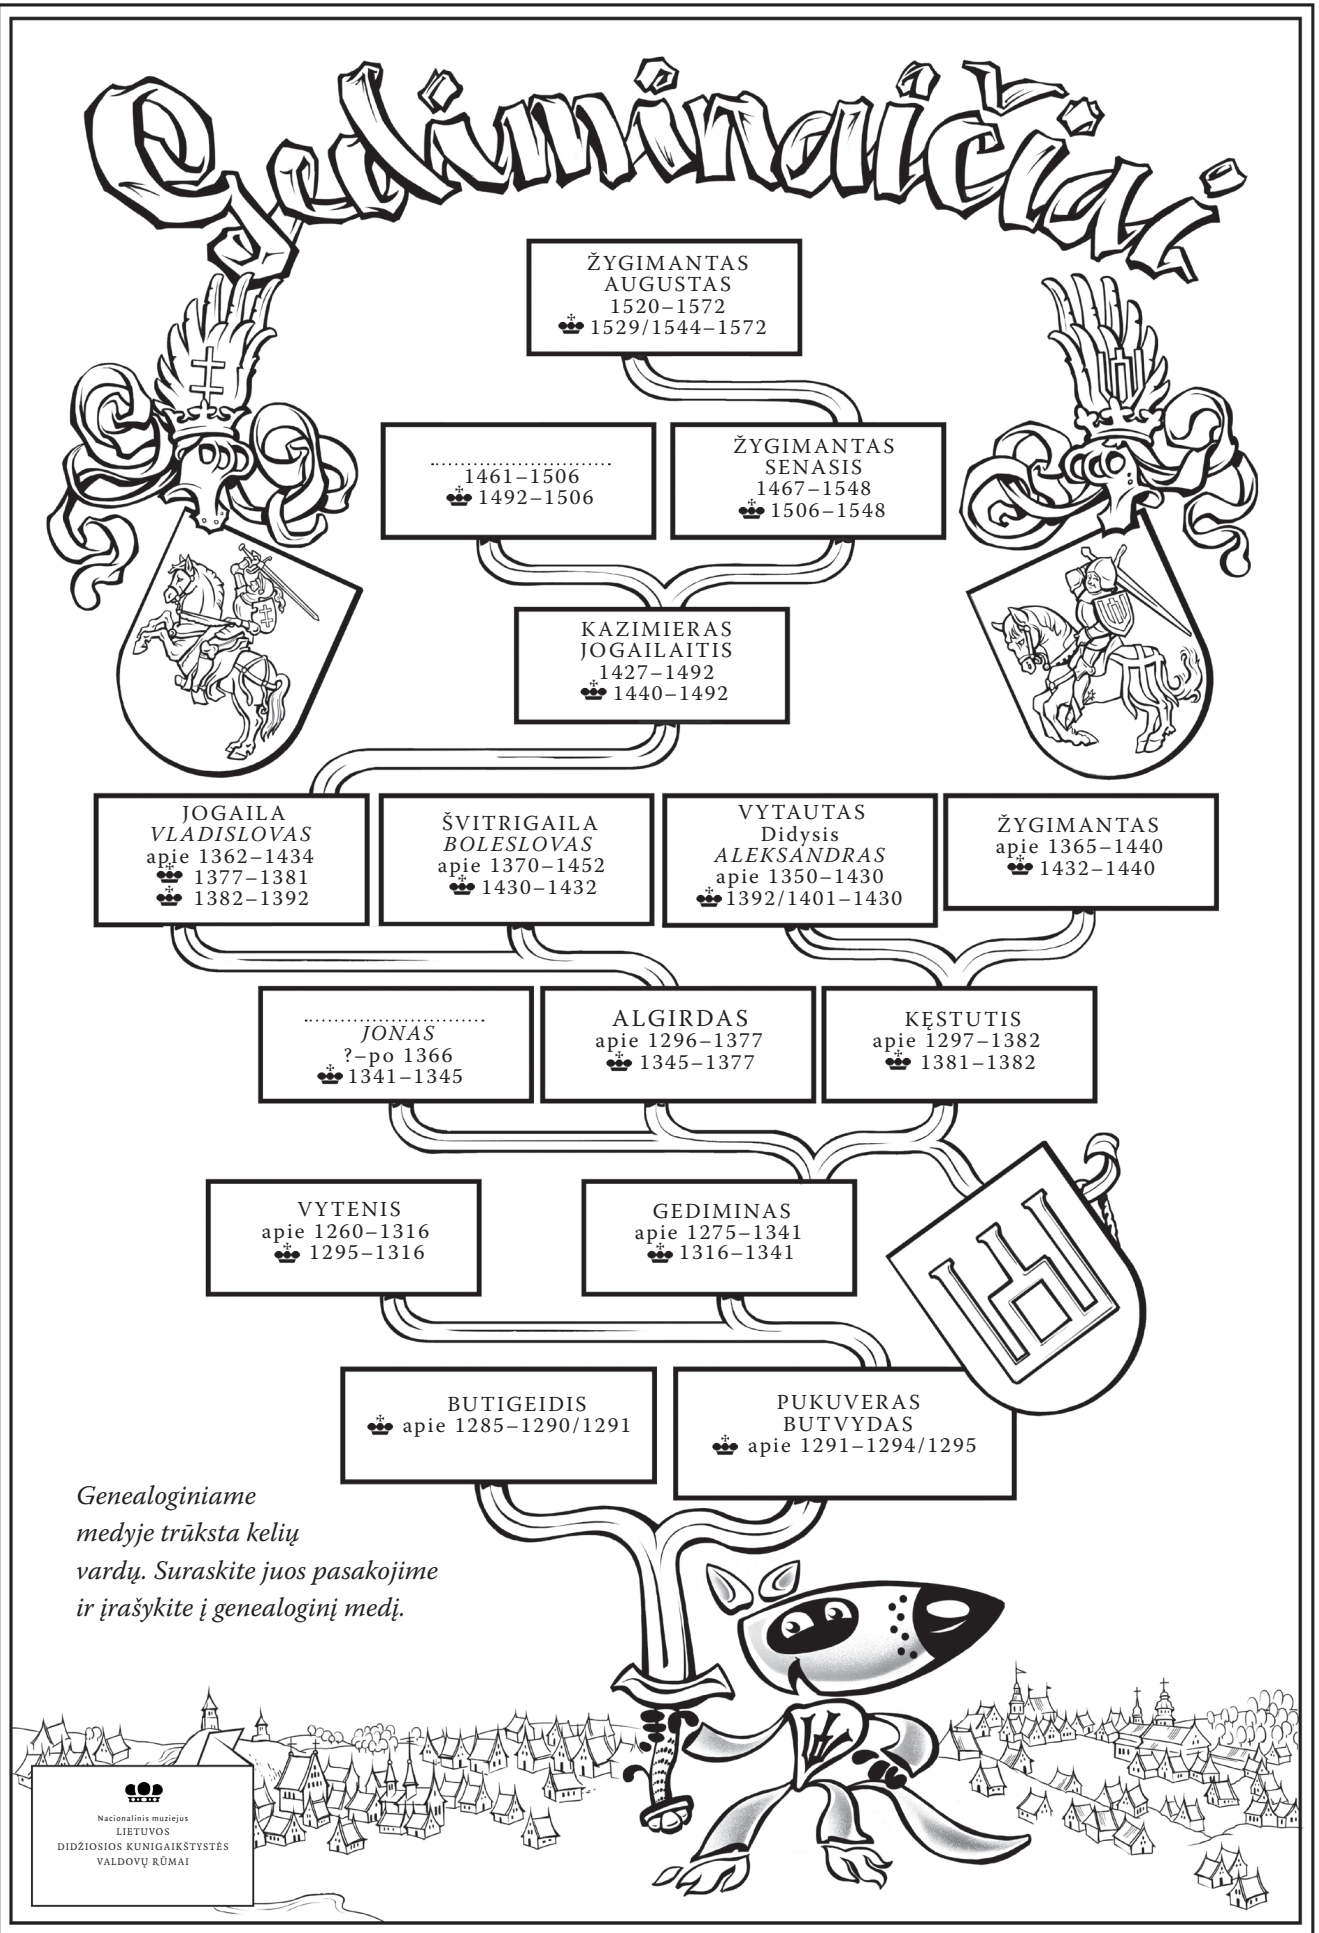 Gediminaičiai
ŽYGIMANTAS
AUGUSTAS
1520–1572
1529/1544–1572
..............................
1461–1506
1492–1506
ŽYGIMANTAS
SENASIS
1467–1548
1506–1548
KAZIMIERAS
JOGAILAITIS
1427–1492
1440–1492
JOGAILA
VLADISLOVAS
apie 1362–1434
1377–1381
1382–1392
ŠVITRIGAILA
BOLESLOVAS
apie 1370–1452
1430–1432
VYTAUTAS
Didysis
ALEKSANDRAS
apie 1350–1430
1392/1401–1430
ŽYGIMANTAS
apie 1365–1440
1432–1440
..............................
JONAS
?–po 1366
1341–1345
ALGIRDAS
apie 1296–1377
1345–1377
KĘSTUTIS
apie 1297–1382
1381–1382
VYTENIS
apie 1260–1316
1295–1316
GEDIMINAS
apie 1275–1341
1316–1341
BUTIGEIDIS
apie 1285–1290/1291
PUKUVERAS
BUTVYDAS
apie 1291–1294/1295
Genealoginiame
medyje trūksta kelių
vardų. Suraskite juos pasakojime
ir įrašykite į genealoginį medį.
Nacionalinis muziejus
LIETUVOS
DIDŽIOSIOS KUNIGAIKŠTYSTĖS
VALDOVŲ RŪMAI